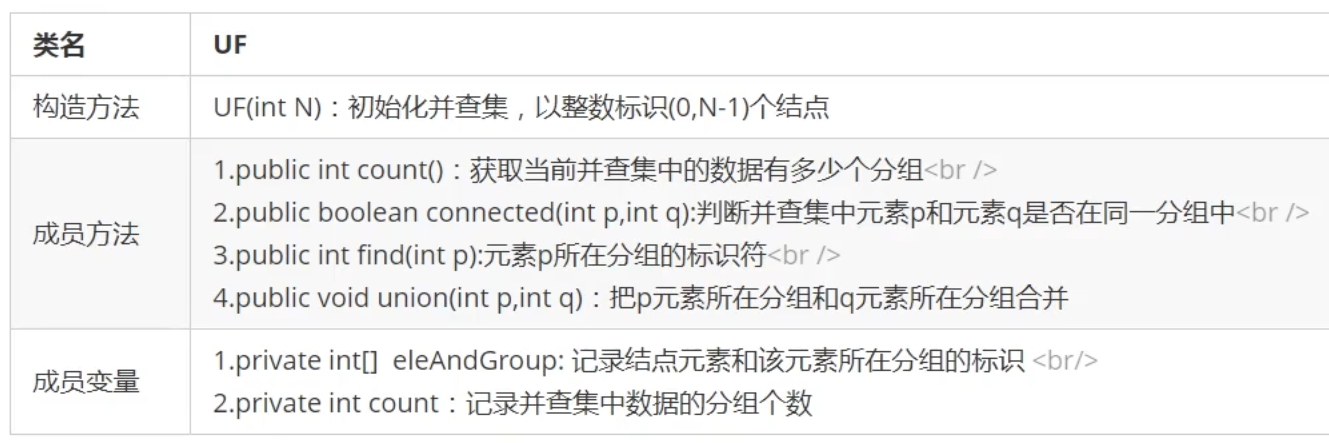 类名 UF
构造方法 UF(int N)：初始化并查集，以整数标识(0,N-1)个结点
成员方法
1.public int count()：获取当前并查集中的数据有多少个分组<br />
2.public boolean connected(int p,int q):判断并查集中元素p和元素q是否在同一分组中<br />
3.public int find(int p):元素p所在分组的标识符<br />
4.public void union(int p,int q)：把p元素所在分组和q元素所在分组合并
成员变量
1.private int[]  eleAndGroup: 记录结点元素和该元素所在分组的标识 <br/>
2.private int count：记录并查集中数据的分组个数